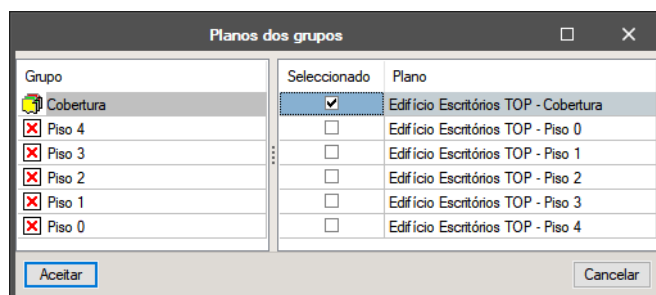 Planos dos grupos
Grupo Seleccionado Plano
Cobertura Edifício Escritórios TOP - Cobertura
Piso 4 Edifício Escritórios TOP - Piso 0
Piso 3 Edifício Escritórios TOP - Piso 1
Piso 2 Edifício Escritórios TOP - Piso 2
Piso 1 Edifício Escritórios TOP - Piso 3
Piso 0 Edifício Escritórios TOP - Piso 4
Aceitar Cancelar